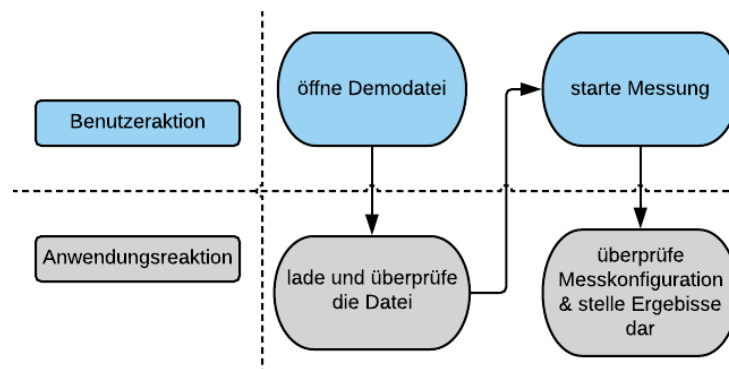 öffne Demodatei
starte Messung
Benutzeraktion
Anwendungsreaktion
lade und überprüfe
die Datei
überprüfe
Messkonfiguration
& stelle Ergebisse
dar